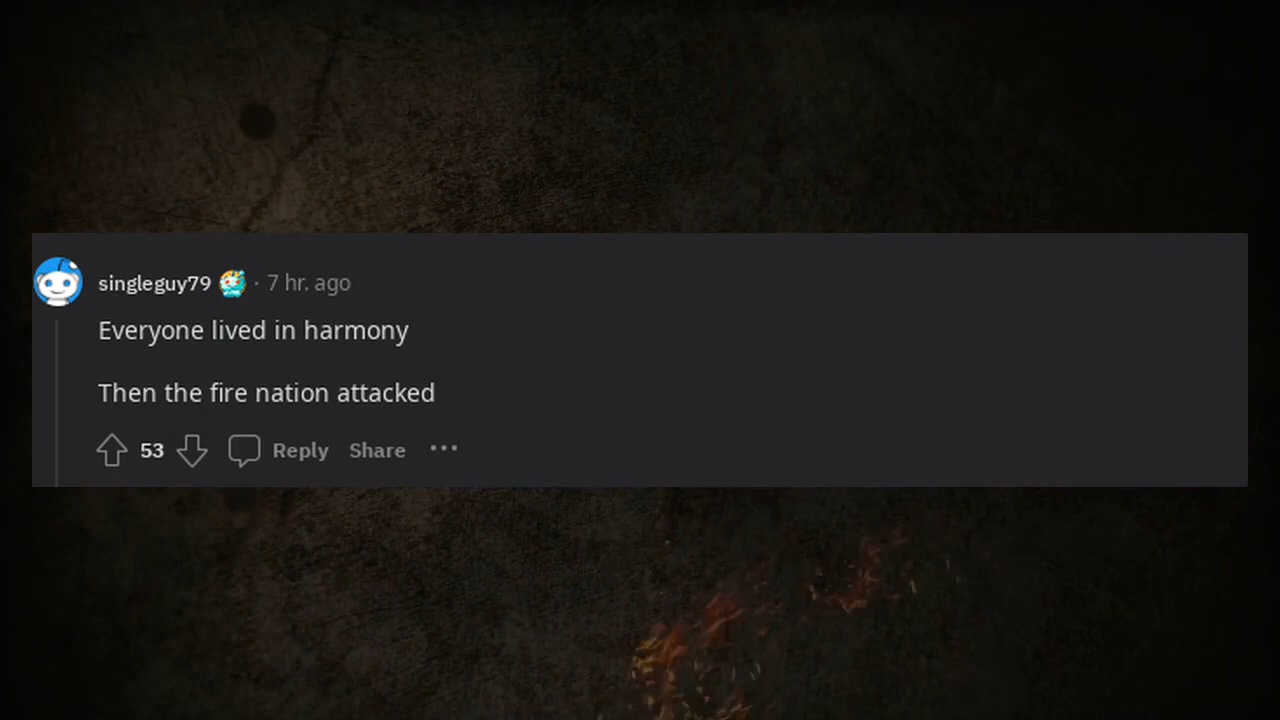 singleguy79 · 7 hr. ago
Everyone lived in harmony
Then the fire nation attacked
53 Reply Share ···